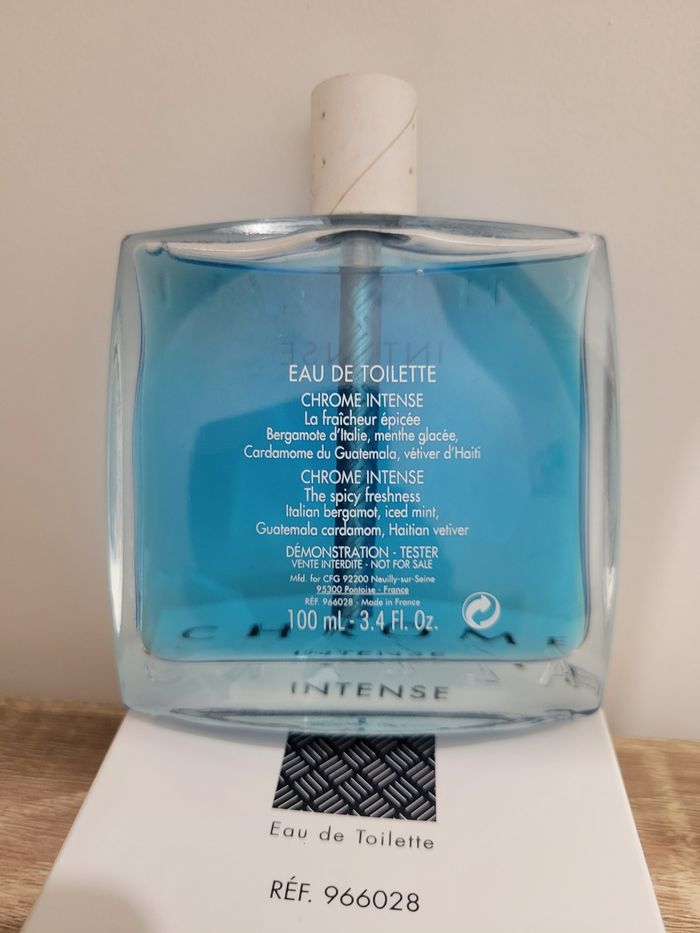 EAU DE TOILETTE
CHROME INTENSE
La fraîcheur épicée
Bergamote d'Italie, menthe glacée,
Cardamome du Guatemala, vétiver d'Haïti
CHROME INTENSE
The spicy freshness
Italian bergamot, iced mint,
Guatemala cardamom, Haitian vetiver
DÉMONSTRATION - TESTER
VENTE INTERDITE - NOT FOR SALE
Mfd. for CFG 92200 Neuilly-sur-Seine
95300 Pontoise - France
RÉF. 966028 - Made in France
100 mL - 3.4 Fl. Oz.
CHROME
INTENSE
INTENSE
Eau de Toilette
RÉF. 966028